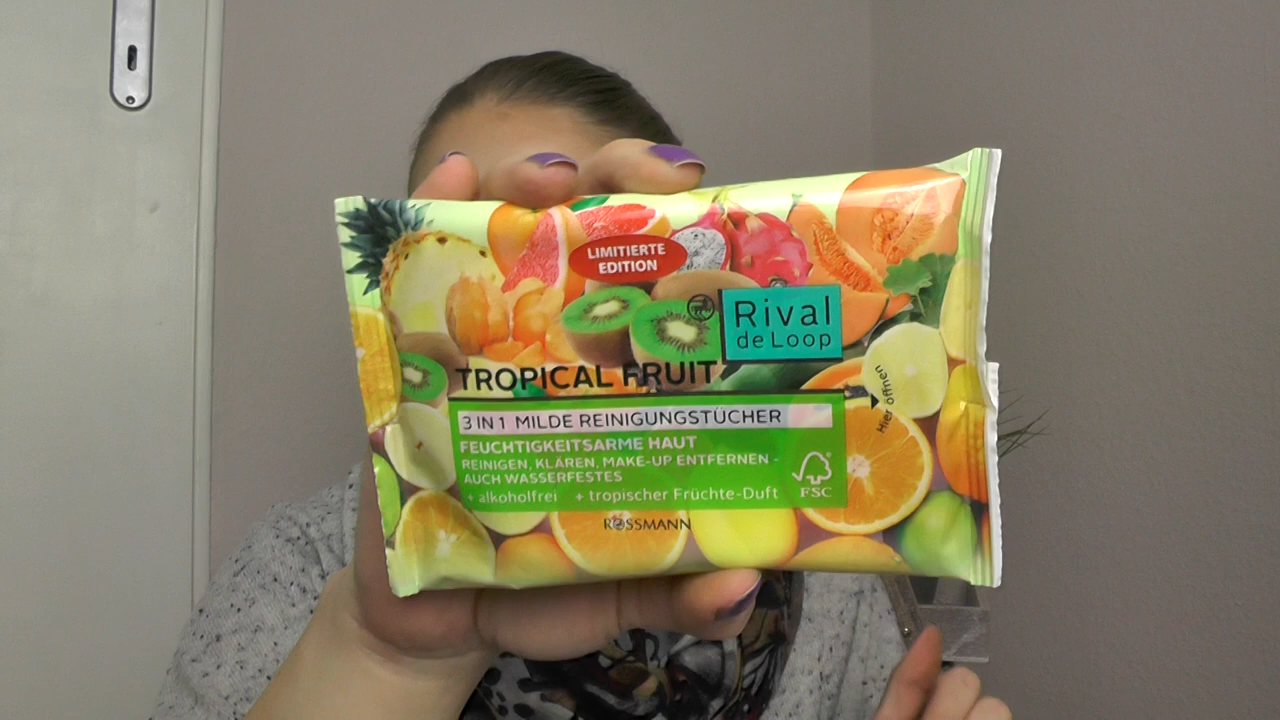 LIMITIERTE
EDITION
Rival
de Loop
TROPICAL FRUIT
Hier öffnen
3 IN 1 MILDE REINIGUNGSTÜCHER
FEUCHTIGKEITSARME HAUT
REINIGEN, KLÄREN, MAKE-UP ENTFERNEN -
AUCH WASSERFESTES
+ alkoholfrei + tropischer Früchte-Duft
FSC
ROSSMANN